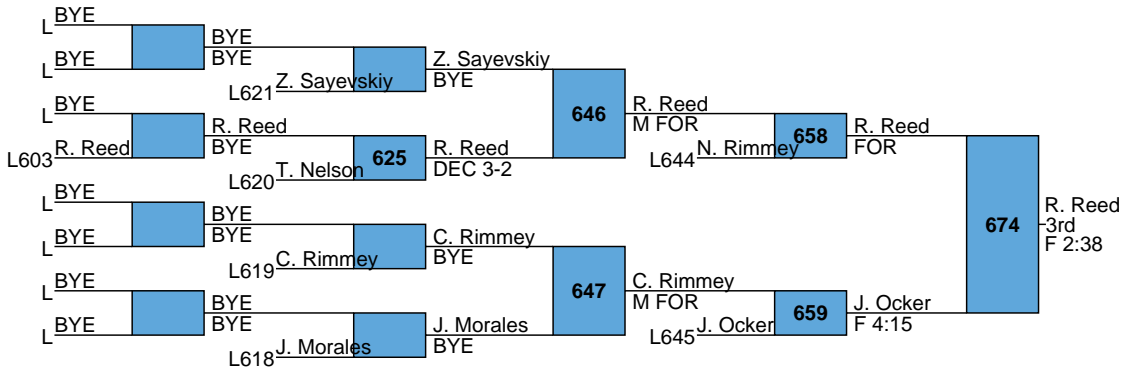 L BYE
L BYE
BYE
BYE
L621 Z. Sayevskiy
Z. Sayevskiy
BYE
L BYE
L603 R. Reed
R. Reed
BYE
L620 T. Nelson
625
R. Reed
DEC 3-2
646
R. Reed
M FOR
L644 N. Rimmey
658
R. Reed
FOR
L BYE
L BYE
BYE
BYE
L619 C. Rimmey
C. Rimmey
BYE
L BYE
L BYE
BYE
BYE
L618 J. Morales
J. Morales
BYE
647
C. Rimmey
M FOR
L645 J. Ocker
659
J. Ocker
F 4:15
674
R. Reed
3rd
F 2:38